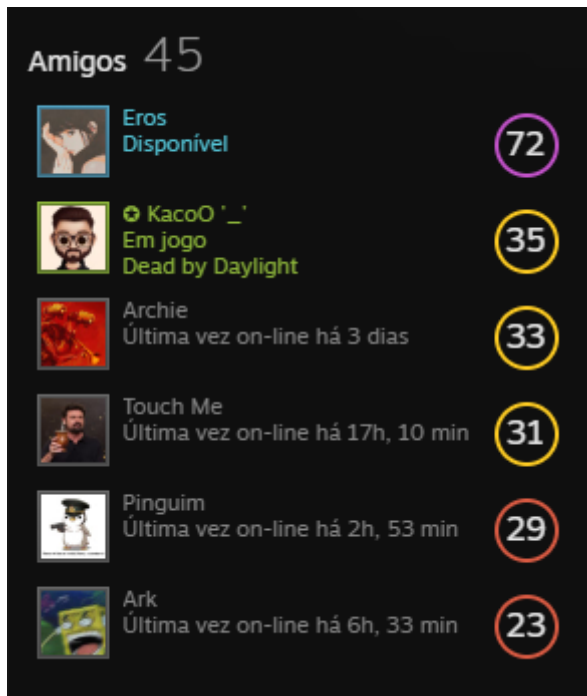 Amigos 45
Eros
Disponível
72
✪ KacoO '_'
Em jogo
Dead by Daylight
35
Archie
Última vez on-line há 3 dias
33
Touch Me
Última vez on-line há 17h, 10 min
31
Pinguim
Última vez on-line há 2h, 53 min
29
Ark
Última vez on-line há 6h, 33 min
23